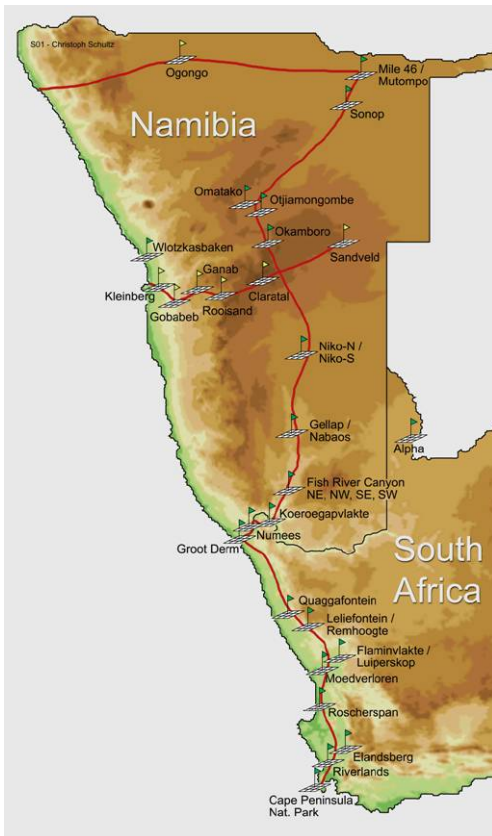 S01 - Christoph Schultz
Ogongo
Mile 46 /
Mutompo
Sonop
Namibia
Omatako
Otjiamongombe
Okamboro
Wlotzkasbaken
Sandveld
Ganab
Kleinberg
Claratal
Rooisand
Gobabeb
Niko-N /
Niko-S
Gellap /
Nabaos
Alpha
Fish River Canyon
NE, NW, SE, SW
Koeroegapvlakte
Numees
Groot Derm
South
Africa
Quaggafontein
Leliefontein /
Remhoogte
Flaminvlakte /
Luiperskop
Moedverloren
Roscherspan
Elandsberg
Riverlands
Cape Peninsula
Nat. Park